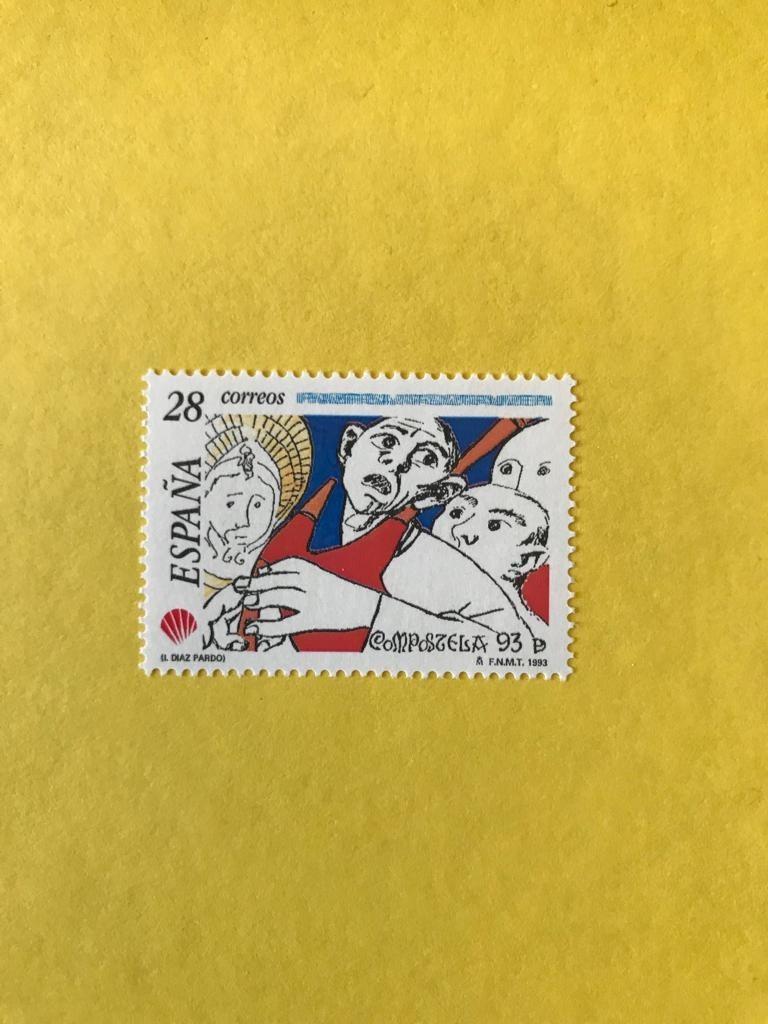 28 correos
ESPAÑA
COMPOSTELA 93
(I. DIAZ PARDO)
F.N.M.T. 1993